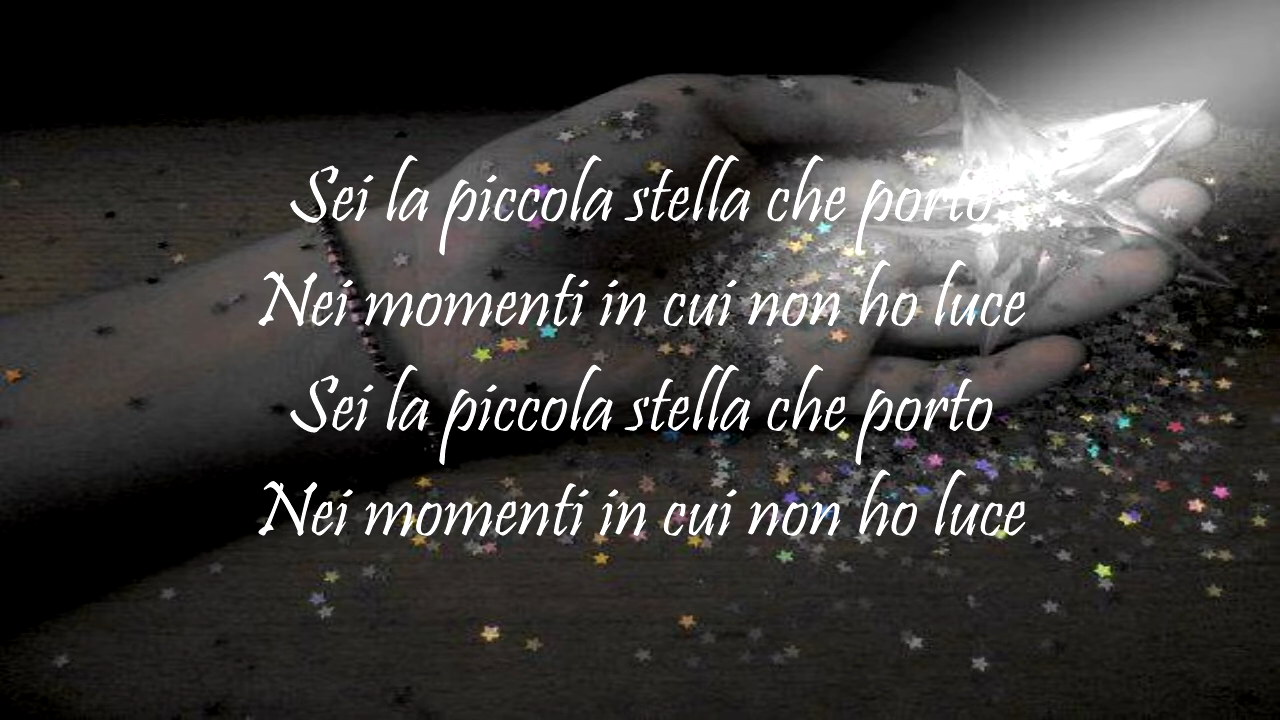 Sei la piccola stella che porto
Nei momenti in cui non ho luce
Sei la piccola stella che porto
Nei momenti in cui non ho luce